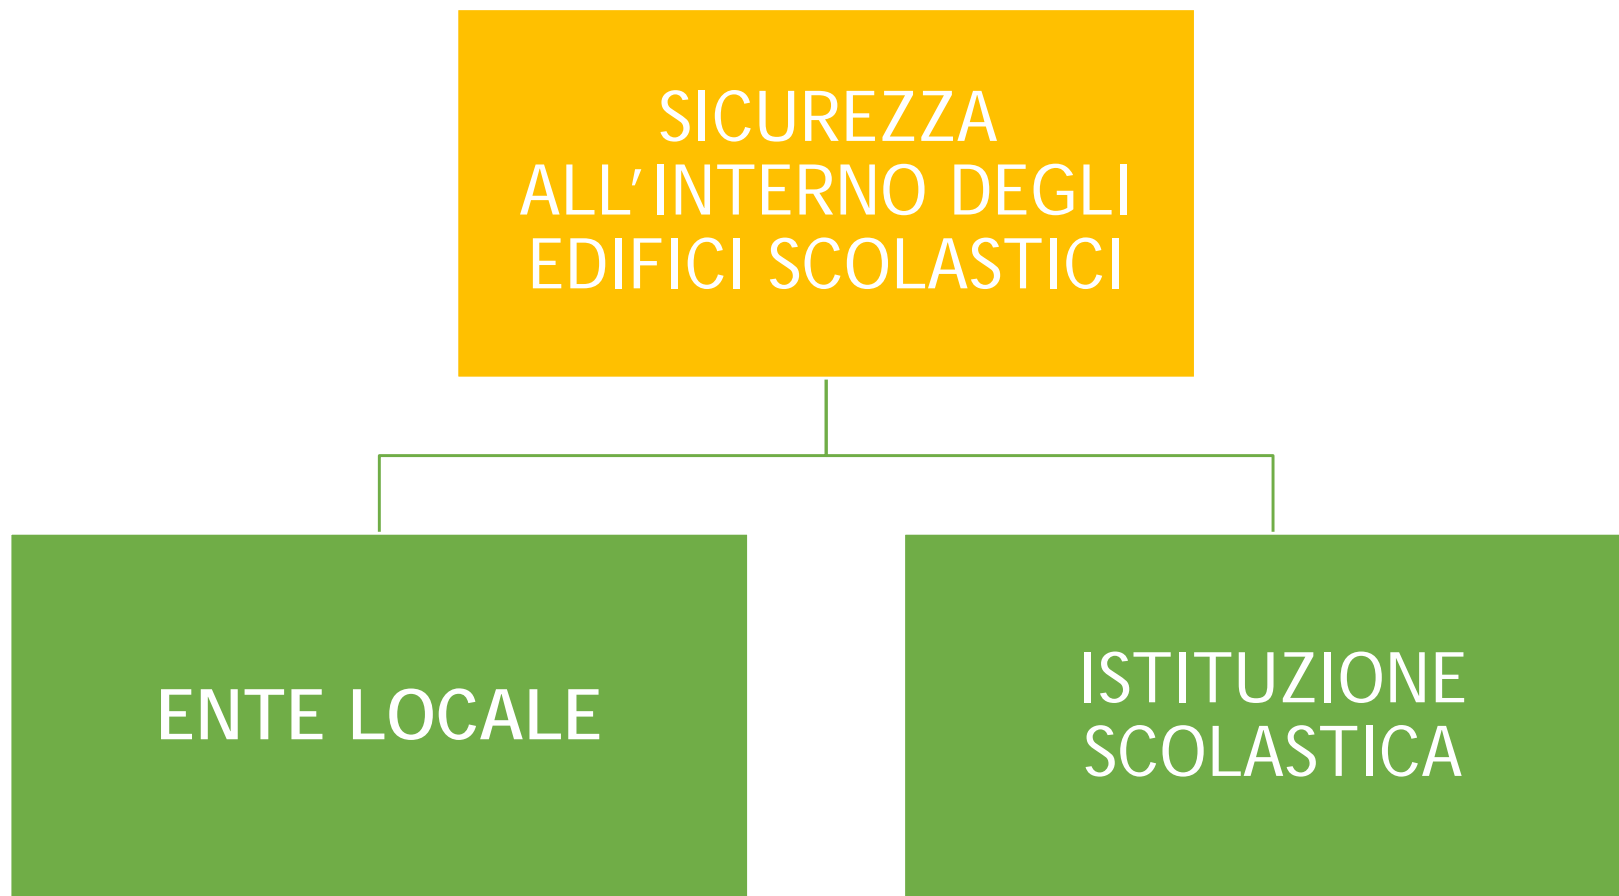 SICUREZZA
ALL’INTERNO DEGLI
EDIFICI SCOLASTICI
ENTE LOCALE
ISTITUZIONE
SCOLASTICA